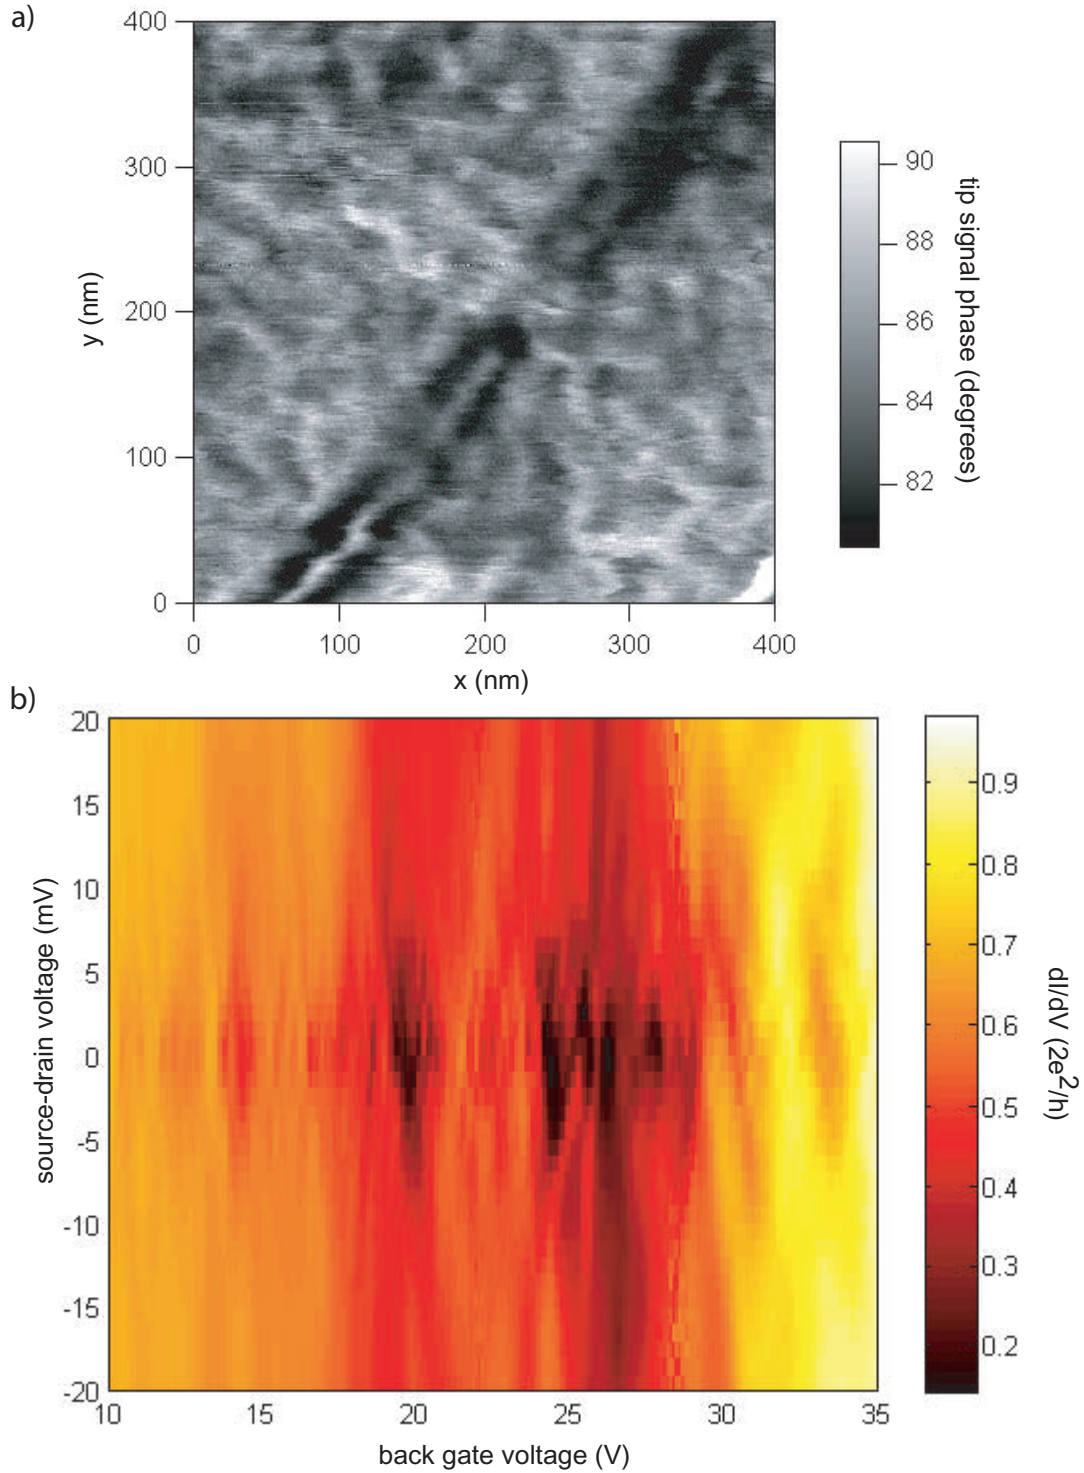 a)
400
300
200
100
0
y (nm)
0 100 200 300 400
x (nm)
90
88
86
84
82
tip signal phase (degrees)
b)
20
15
10
5
0
-5
-10
-15
-20
source-drain voltage (mV)
10 15 20 25 30 35
back gate voltage (V)
0.9
0.8
0.7
0.6
0.5
0.4
0.3
0.2
dI/dV (2e²/h)